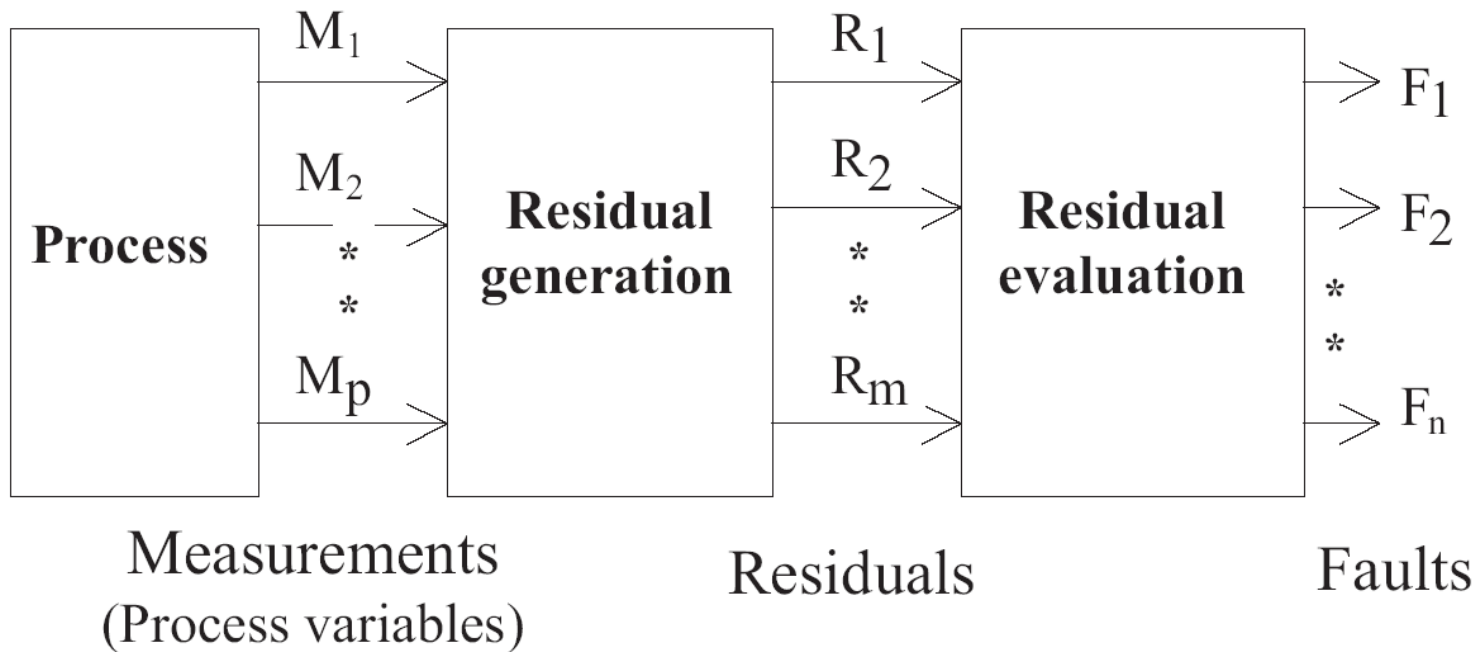 M₁
R₁
F₁
M₂
R₂
F₂
Process
Residual
generation
Residual
evaluation
*
*
*
*
*
*
Mₚ
Rₘ
Fₙ
Measurements
(Process variables)
Residuals
Faults